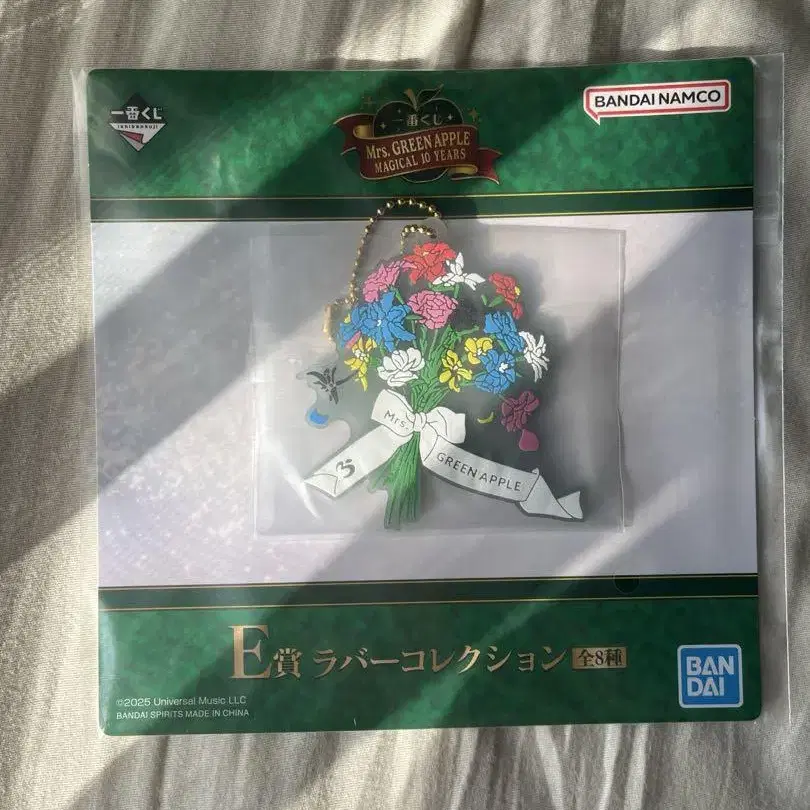 一番くじ
ichibankuji
一番くじ
Mrs. GREEN APPLE
MAGICAL 10 YEARS
BANDAI NAMCO
Mrs.
GREEN APPLE
E賞 ラバーコレクション 全8種
©2025 Universal Music LLC
BANDAI SPIRITS MADE IN CHINA
BAN
DAI